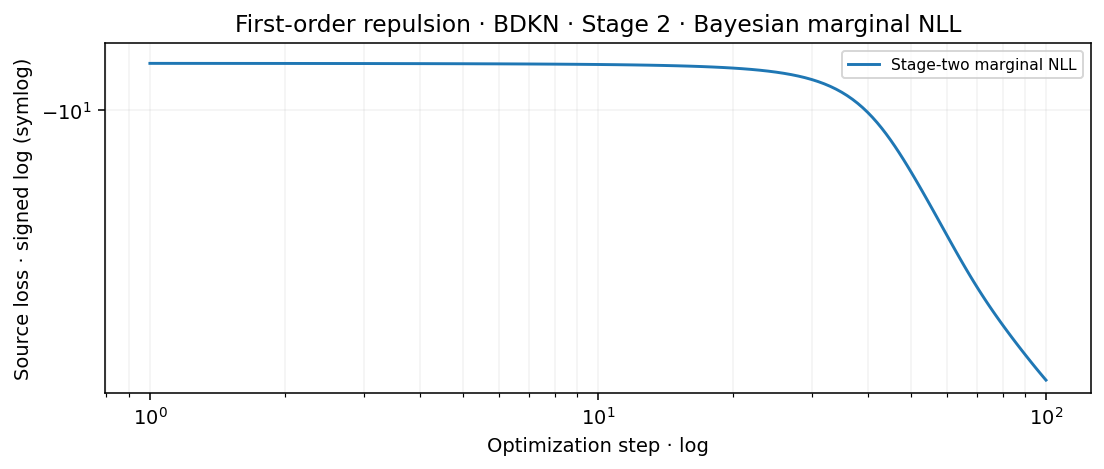 First-order repulsion · BDKN · Stage 2 · Bayesian marginal NLL
Stage-two marginal NLL
Source loss · signed log (symlog)
−10¹
10⁰
10¹
10²
Optimization step · log